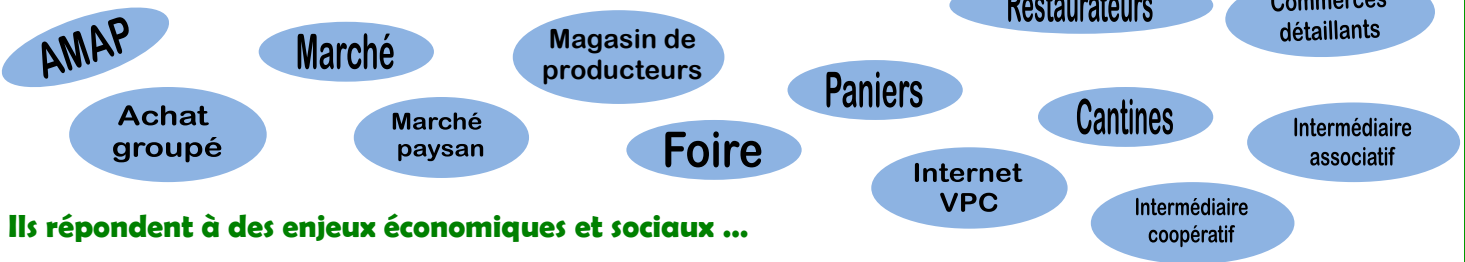 Restaurateurs
Commerces
détaillants
AMAP
Marché
Magasin de
producteurs
Paniers
Achat
groupé
Marché
paysan
Foire
Cantines
Intermédiaire
associatif
Internet
VPC
Intermédiaire
coopératif
Ils répondent à des enjeux économiques et sociaux ...